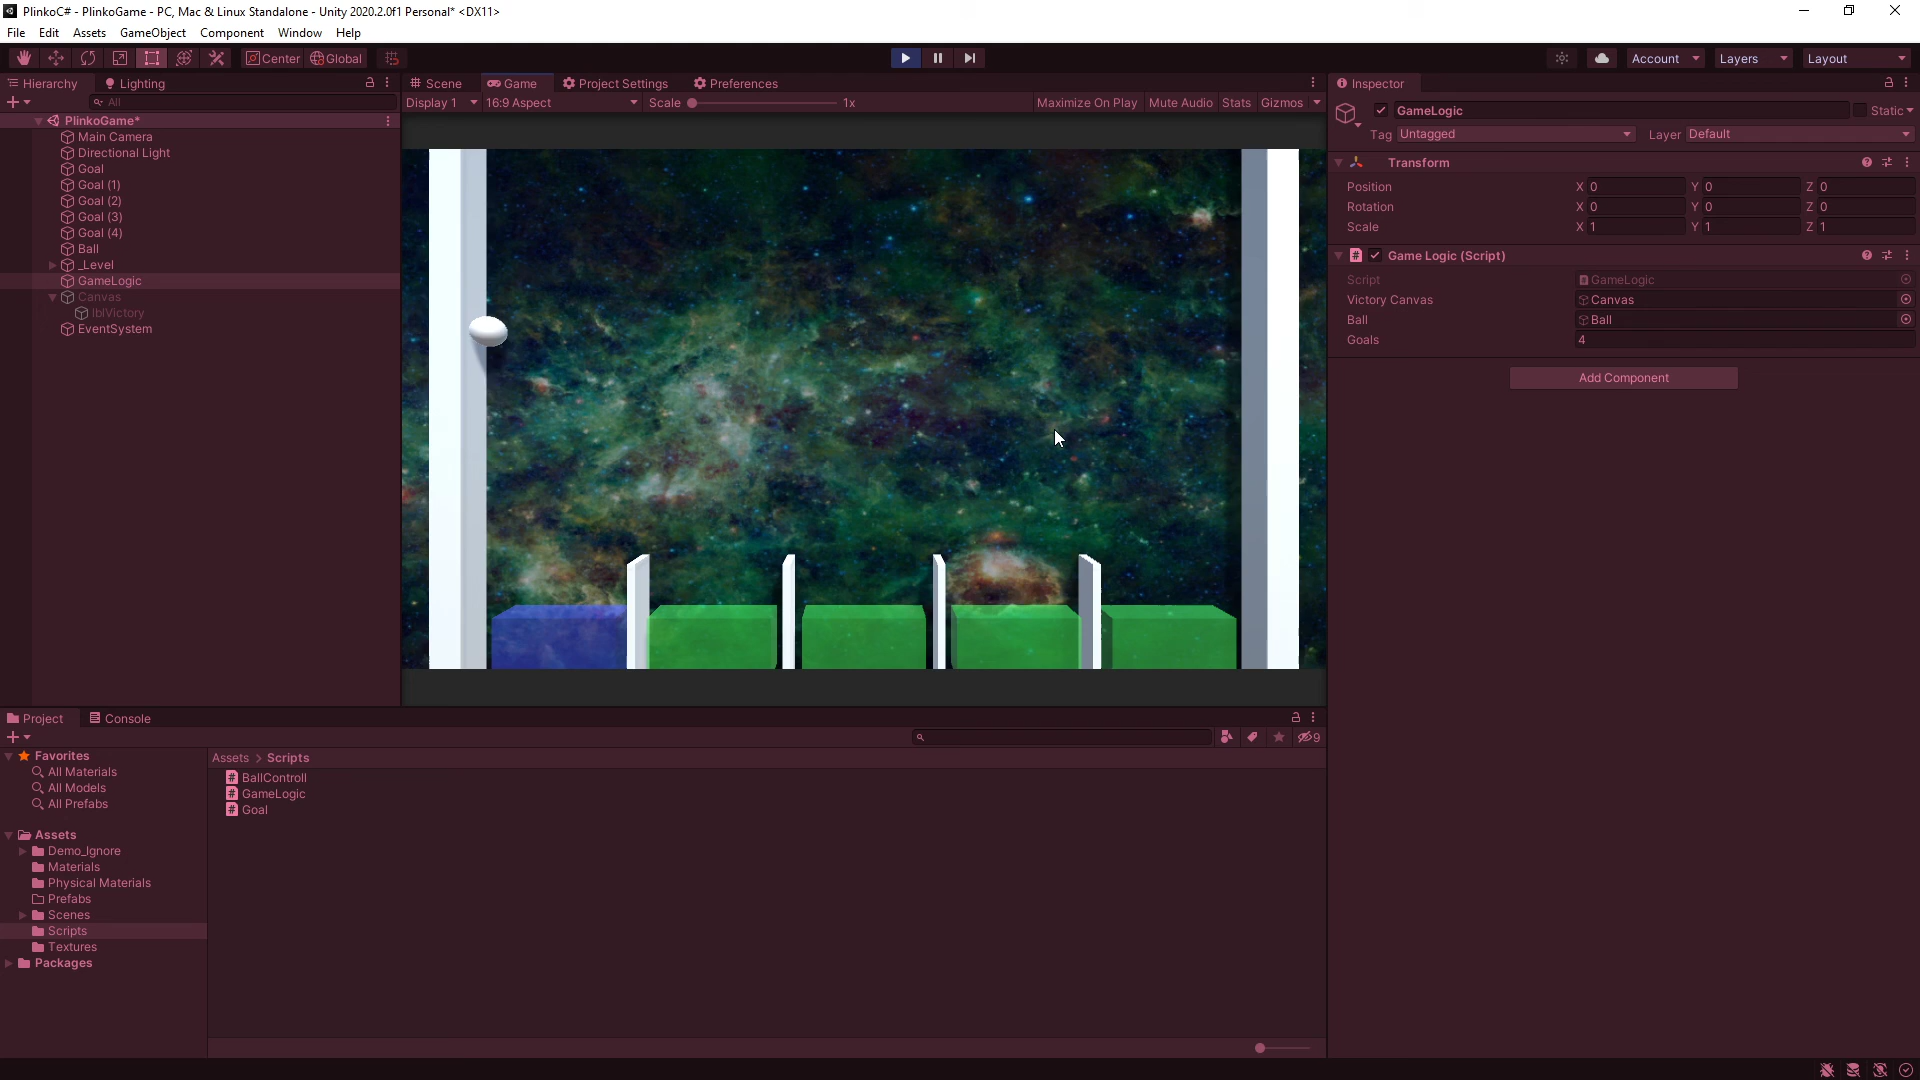 PlinkoC# - PlinkoGame - PC, Mac & Linux Standalone - Unity 2020.2.0f1 Personal* <DX11>
File Edit Assets GameObject Component Window Help
Center Global Account Layers Layout
Hierarchy Lighting Scene Game Project Settings Preferences Inspector
All Display 1 16:9 Aspect Scale 1x Maximize On Play Mute Audio Stats Gizmos
GameLogic Static
Tag Untagged Layer Default
PlinkoGame*
Main Camera
Directional Light
Goal
Goal (1)
Goal (2)
Goal (3)
Goal (4)
Ball
_Level
GameLogic
Canvas
lblVictory
EventSystem
Transform
Position X 0 Y 0 Z 0
Rotation X 0 Y 0 Z 0
Scale X 1 Y 1 Z 1
Game Logic (Script)
Script GameLogic
Victory Canvas Canvas
Ball Ball
Goals 4
Add Component
Project Console
9
Favorites
All Materials
All Models
All Prefabs
Assets
Demo_Ignore
Materials
Physical Materials
Prefabs
Scenes
Scripts
Textures
Packages
Assets > Scripts
BallControll
GameLogic
Goal